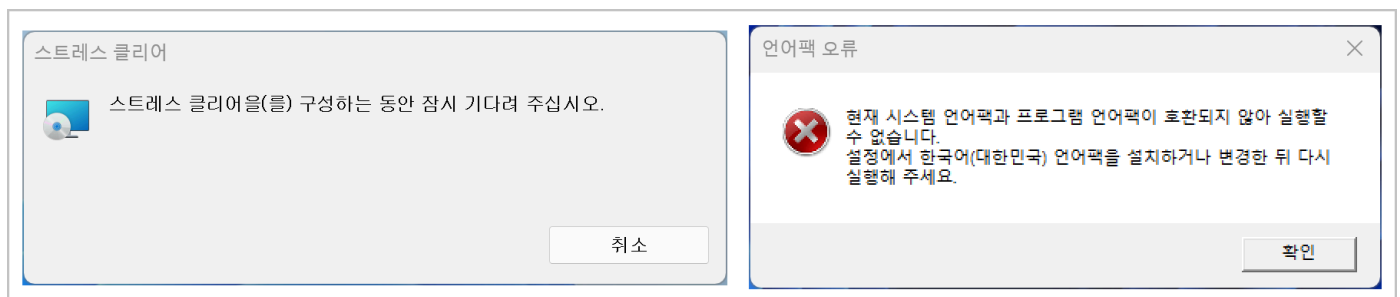 스트레스 클리어
스트레스 클리어을(를) 구성하는 동안 잠시 기다려 주십시오.
취소
언어팩 오류
현재 시스템 언어팩과 프로그램 언어팩이 호환되지 않아 실행할
수 없습니다.
설정에서 한국어(대한민국) 언어팩을 설치하거나 변경한 뒤 다시
실행해 주세요.
확인